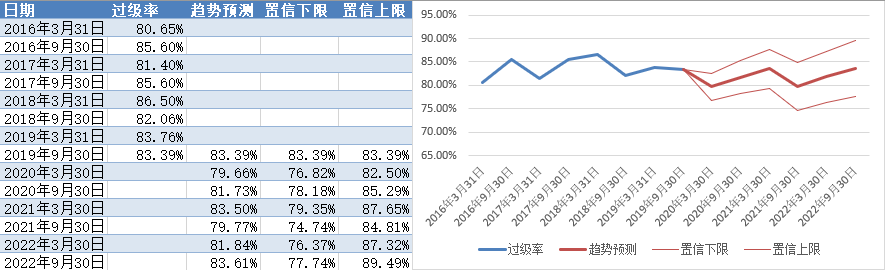 日期 过级率 趋势预测 置信下限 置信上限
2016年3月31日 80.65%
2016年9月30日 85.60%
2017年3月31日 81.40%
2017年9月30日 85.60%
2018年3月31日 86.50%
2018年9月30日 82.06%
2019年3月31日 83.76%
2019年9月30日 83.39% 83.39% 83.39% 83.39%
2020年3月30日 79.66% 76.82% 82.50%
2020年9月30日 81.73% 78.18% 85.29%
2021年3月30日 83.50% 79.35% 87.65%
2021年9月30日 79.77% 74.74% 84.81%
2022年3月30日 81.84% 76.37% 87.32%
2022年9月30日 83.61% 77.74% 89.49%
95.00%
90.00%
85.00%
80.00%
75.00%
70.00%
65.00%
2016年3月31日
2016年9月30日
2017年3月31日
2017年9月30日
2018年3月31日
2018年9月30日
2019年3月31日
2019年9月30日
2020年3月30日
2020年9月30日
2021年3月30日
2021年9月30日
2022年3月30日
2022年9月30日
过级率 趋势预测 置信下限 置信上限